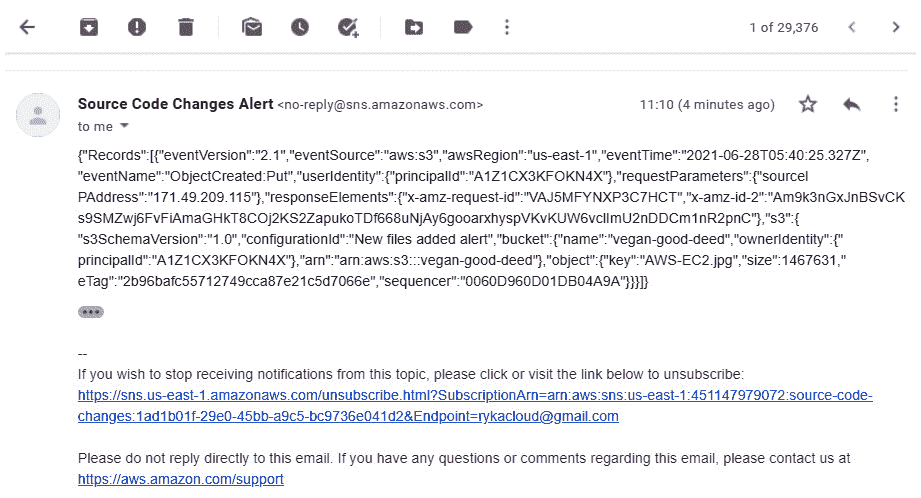 1 of 29,376
Source Code Changes Alert <no-reply@sns.amazonaws.com>
11:10 (4 minutes ago)
to me
{"Records":[{"eventVersion":"2.1","eventSource":"aws:s3","awsRegion":"us-east-1","eventTime":"2021-06-28T05:40:25.327Z",
"eventName":"ObjectCreated:Put","userIdentity":{"principalId":"A1Z1CX3KFOKN4X"},"requestParameters":{"sourceI
PAddress":"171.49.209.115"},"responseElements":{"x-amz-request-id":"VAJ5MFYNXP3C7HCT","x-amz-id-2":"Am9k3nGxJnBSvCK
s9SMZwj6FvFiAmaGHkT8COj2KS2ZapukoTDf668uNjAy6gooarxhyspVKvKUW6vcllmU2nDDCm1nR2pnC"},"s3":{
"s3SchemaVersion":"1.0","configurationId":"New files added alert","bucket":{"name":"vegan-good-deed","ownerIdentity":{"
principalId":"A1Z1CX3KFOKN4X"},"arn":"arn:aws:s3:::vegan-good-deed"},"object":{"key":"AWS-EC2.jpg","size":1467631,"
eTag":"2b96bafc55712749cca87e21c5d7066e","sequencer":"0060D960D01DB04A9A"}}}]}
--
If you wish to stop receiving notifications from this topic, please click or visit the link below to unsubscribe:
https://sns.us-east-1.amazonaws.com/unsubscribe.html?SubscriptionArn=arn:aws:sns:us-east-1:451147979072:source-code-
changes:1ad1b01f-29e0-45bb-a9c5-bc9736e041d2&Endpoint=rykacloud@gmail.com
Please do not reply directly to this email. If you have any questions or comments regarding this email, please contact us at
https://aws.amazon.com/support